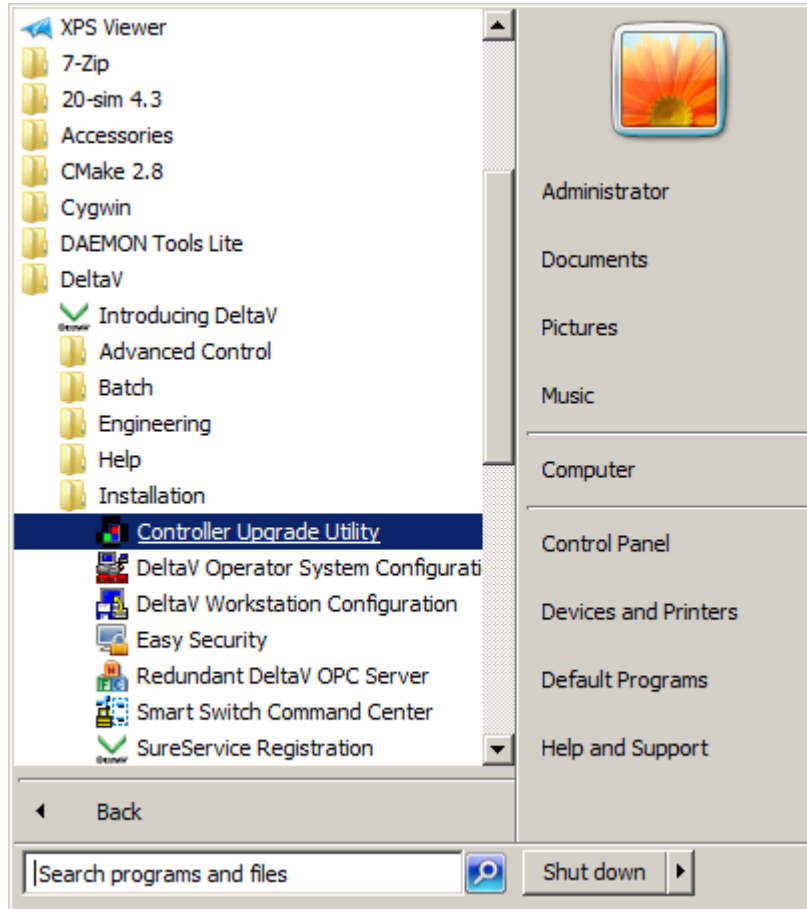 XPS Viewer
7-Zip
20-sim 4.3
Accessories
CMake 2.8
Cygwin
DAEMON Tools Lite
DeltaV
Introducing DeltaV
Advanced Control
Batch
Engineering
Help
Installation
Controller Upgrade Utility
DeltaV Operator System Configurati
DeltaV Workstation Configuration
Easy Security
Redundant DeltaV OPC Server
Smart Switch Command Center
SureService Registration
Back
Search programs and files
Administrator
Documents
Pictures
Music
Computer
Control Panel
Devices and Printers
Default Programs
Help and Support
Shut down